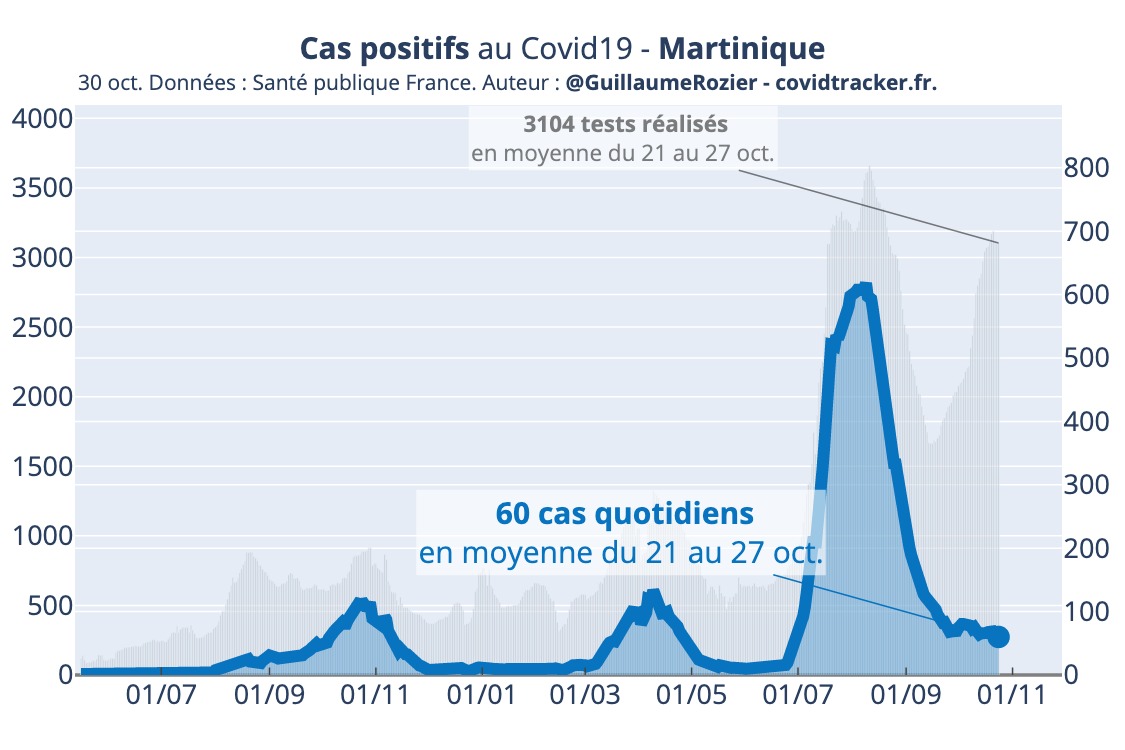 Cas positifs au Covid19 - Martinique
30 oct. Données : Santé publique France. Auteur : @GuillaumeRozier - covidtracker.fr.
3104 tests réalisés
en moyenne du 21 au 27 oct.
60 cas quotidiens
en moyenne du 21 au 27 oct.
4000
3500
3000
2500
2000
1500
1000
500
0
800
700
600
500
400
300
200
100
0
01/07 01/09 01/11 01/01 01/03 01/05 01/07 01/09 01/11